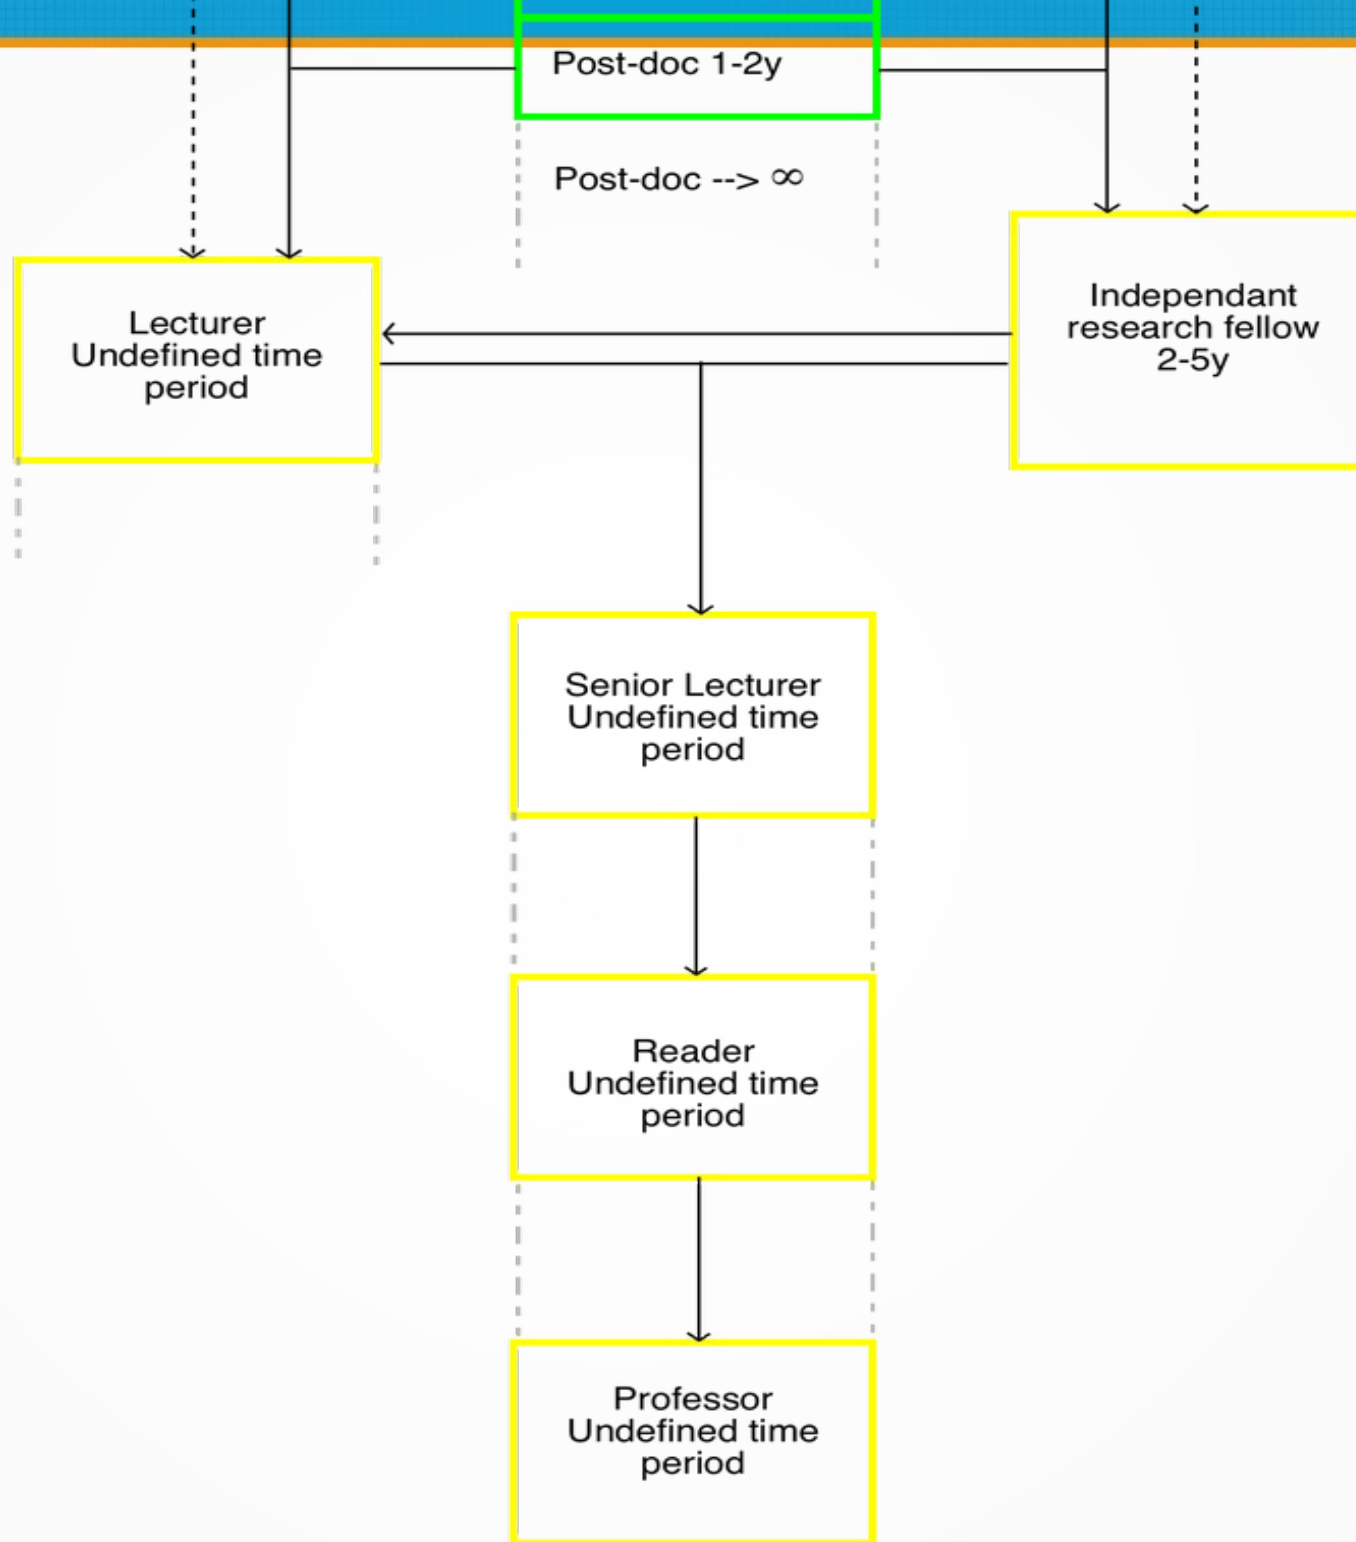 Post-doc 1-2y
Post-doc --> ∞
Lecturer
Undefined time
period
Independant
research fellow
2-5y
Senior Lecturer
Undefined time
period
Reader
Undefined time
period
Professor
Undefined time
period